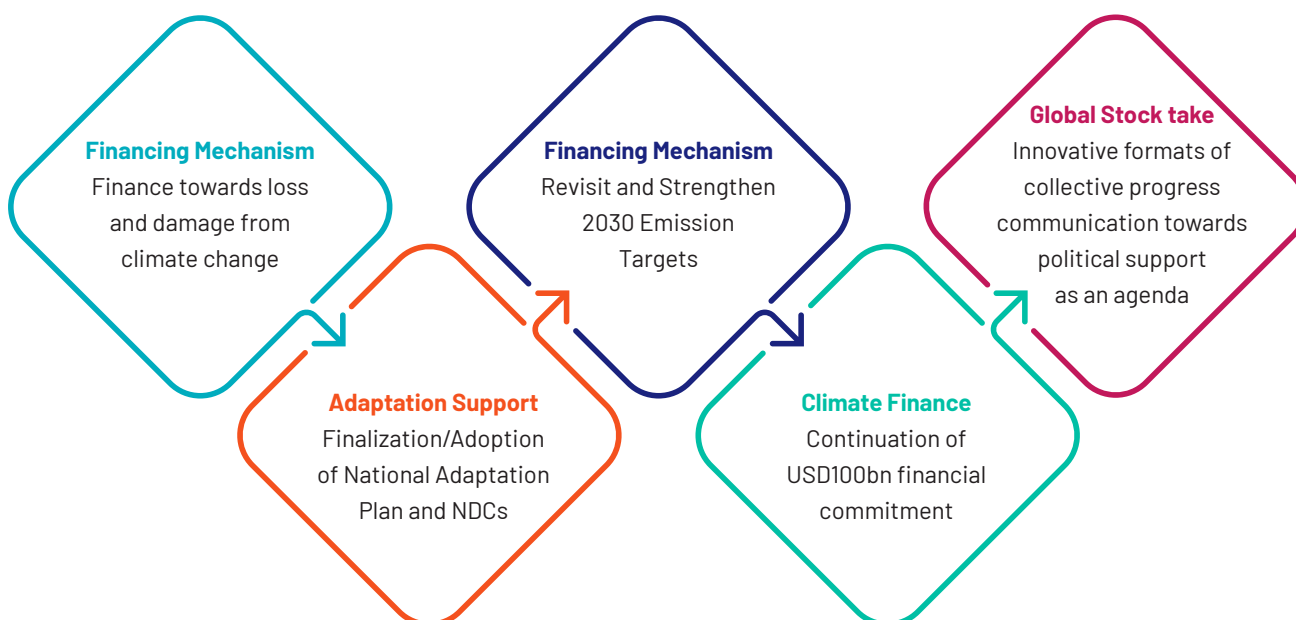 Financing Mechanism
Finance towards loss
and damage from
climate change
Adaptation Support
Finalization/Adoption
of National Adaptation
Plan and NDCs
Financing Mechanism
Revisit and Strengthen
2030 Emission
Targets
Climate Finance
Continuation of
USD100bn financial
commitment
Global Stock take
Innovative formats of
collective progress
communication towards
political support
as an agenda